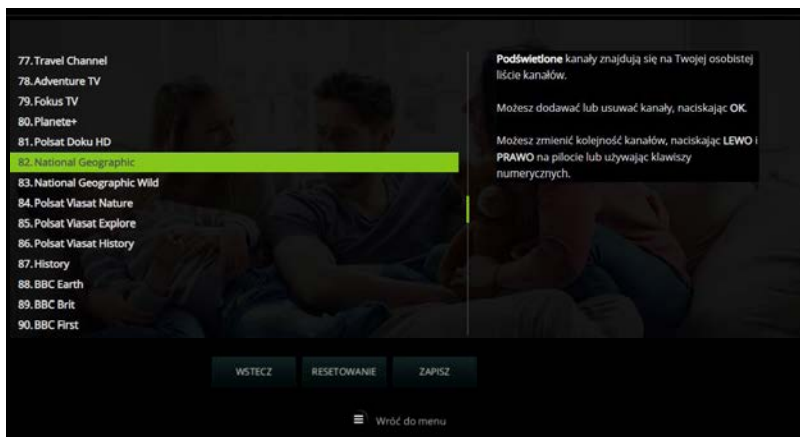 77. Travel Channel
78. Adventure TV
79. Fokus TV
80. Planete+
81. Polsat Doku HD
82. National Geographic
83. National Geographic Wild
84. Polsat Viasat Nature
85. Polsat Viasat Explore
86. Polsat Viasat History
87. History
88. BBC Earth
89. BBC Brit
90. BBC First
Podświetlone kanały znajdują się na Twojej osobistej
liście kanałów.
Możesz dodawać lub usuwać kanały, naciskając OK.
Możesz zmienić kolejność kanałów, naciskając LEWO i
PRAWO na pilocie lub używając klawiszy
numerycznych.
WSTECZ RESETOWANIE ZAPISZ
Wróć do menu